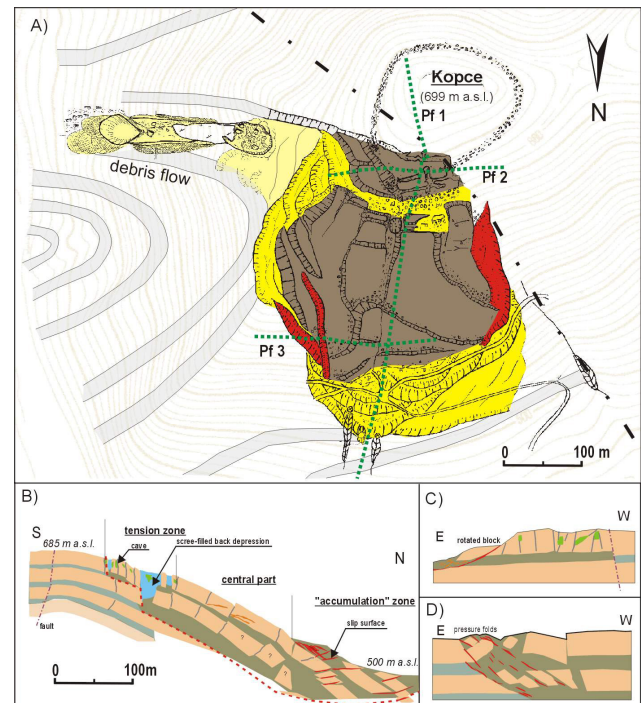 A)
Kopce
(699 m a.s.l.)
Pf 1
N
debris flow
Pf 2
Pf 3
0 100 m
B)
S
685 m a.s.l.
tension zone
cave
scree-filled back depression
N
central part
"accumulation" zone
slip surface
fault
?
?
500 m a.s.l.
0 100m
C)
W
E
rotated block
D)
W
E
pressure folds